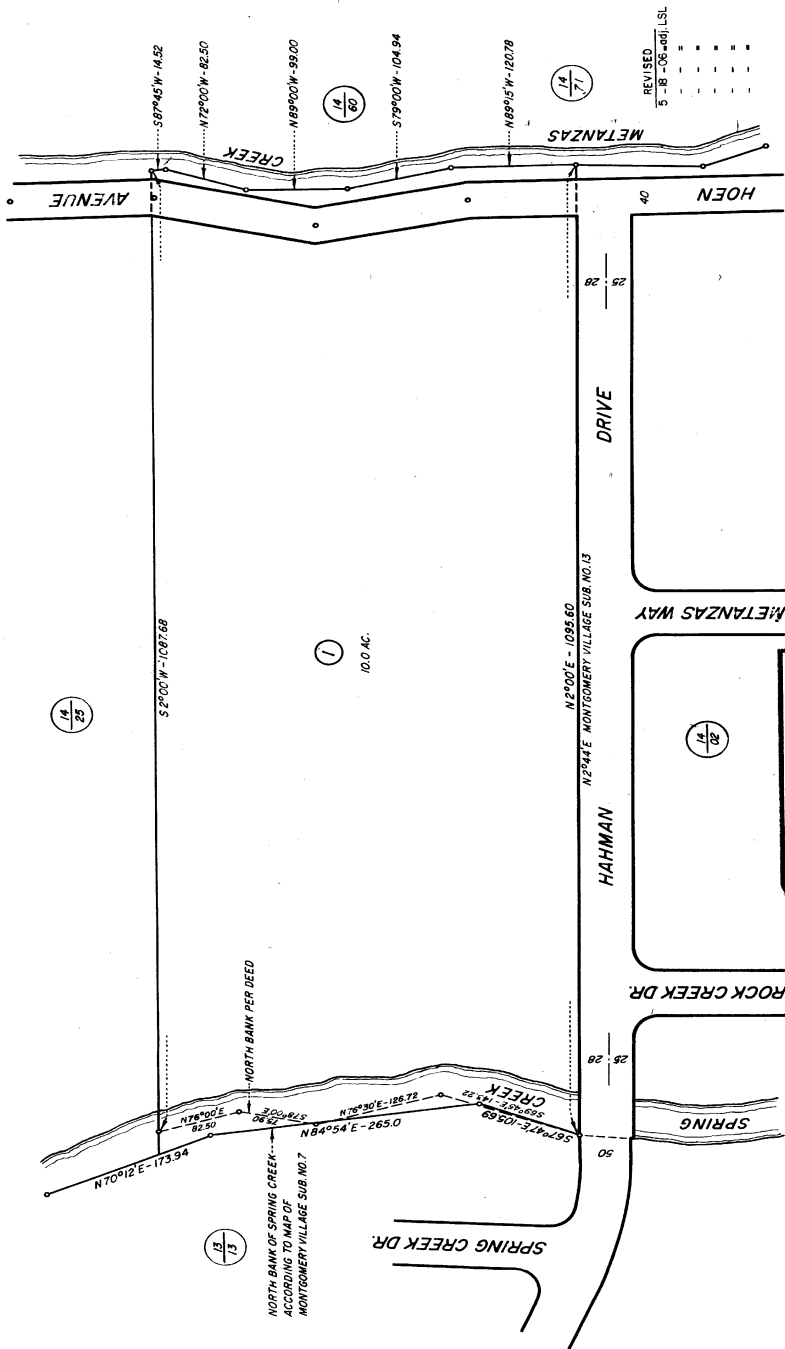 REVISED
5-18-06=adj. LSL
" " " " "
" " " " "
S87°45'W-14.52
N72°00'W-82.50
N89°00'W-99.00
S79°00'W-104.94
N89°15'W-120.78
14
60
14
71
CREEK
METANZAS
AVENUE
HOEN
40
25
28
DRIVE
14
25
S2°00'W-1087.68
1
10.0 AC.
N2°00'E - 1095.60
N2°44'E MONTGOMERY VILLAGE SUB. NO.13
METANZAS WAY
14
02
HAHMAN
ROCK CREEK DR.
25
28
NORTH BANK PER DEED
N76°00'E
82.50
S78°00'E
75.90
N76°30'E-126.72
S69°45'E-143.22
CREEK
N70°12'E-173.94
N84°54'E-265.0
S67°47'E-105.69
SPRING
50
NORTH BANK OF SPRING CREEK
ACCORDING TO MAP OF
MONTGOMERY VILLAGE SUB. NO.7
13
13
SPRING CREEK DR.